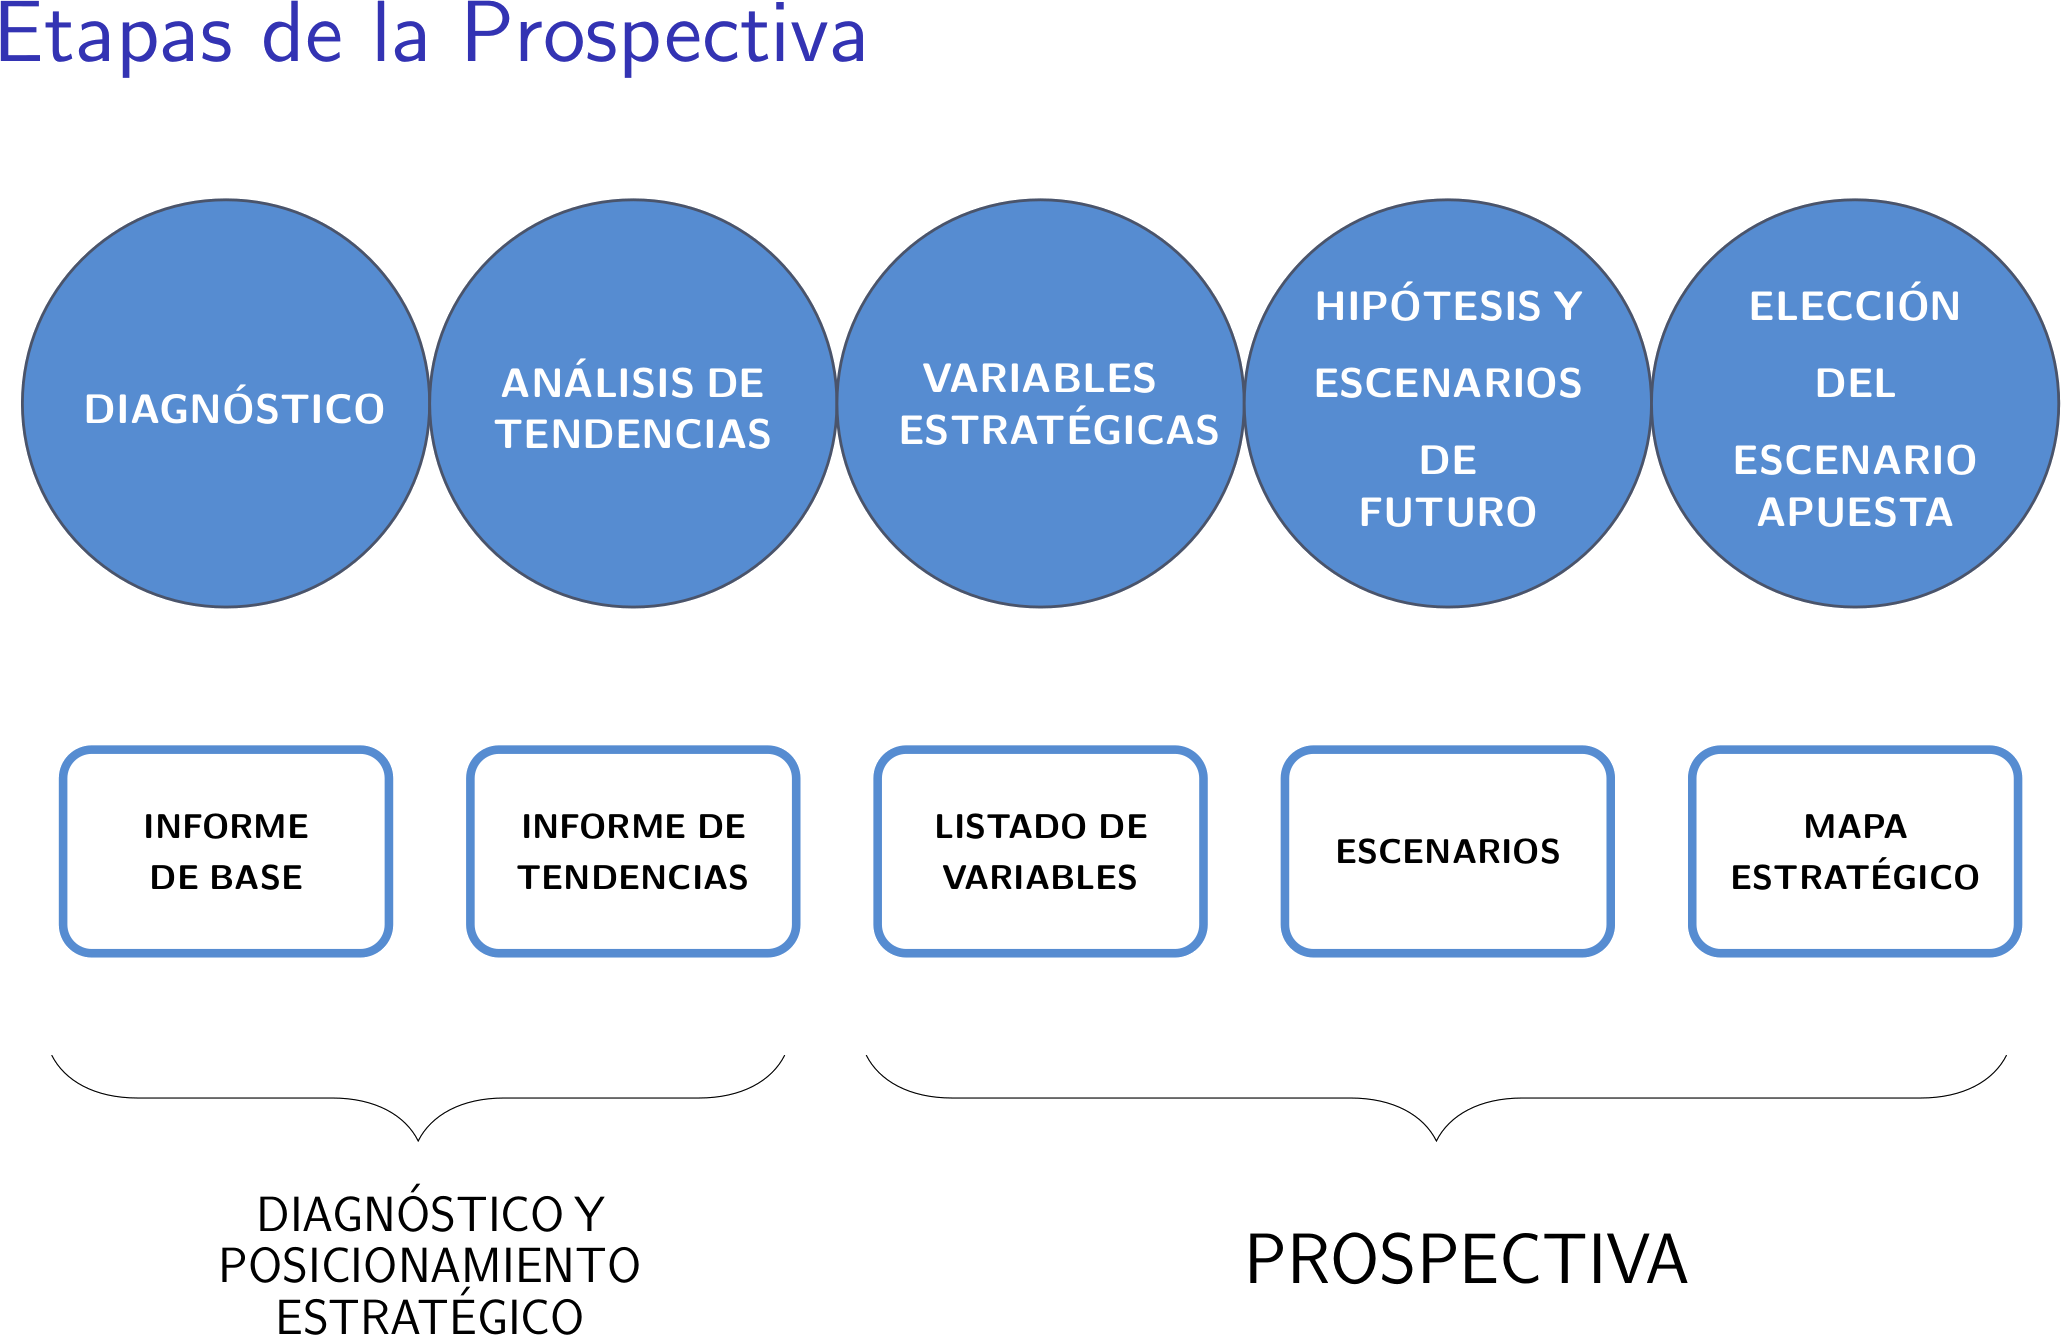 Etapas de la Prospectiva
DIAGNÓSTICO
ANÁLISIS DE
TENDENCIAS
VARIABLES
ESTRATÉGICAS
HIPÓTESIS Y
ESCENARIOS
DE
FUTURO
ELECCIÓN
DEL
ESCENARIO
APUESTA
INFORME
DE BASE
INFORME DE
TENDENCIAS
LISTADO DE
VARIABLES
ESCENARIOS
MAPA
ESTRATÉGICO
DIAGNÓSTICO Y
POSICIONAMIENTO
ESTRATÉGICO
PROSPECTIVA